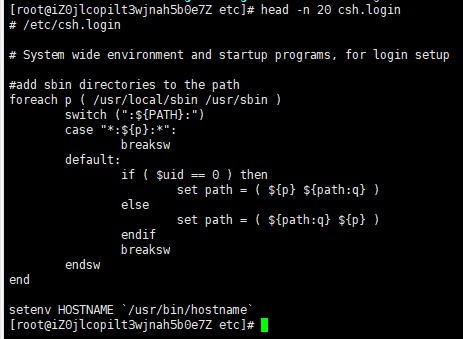 [root@iZ0jlcopilt3wjnah5b0e7Z etc]# head -n 20 csh.login
# /etc/csh.login

# System wide environment and startup programs, for login setup

#add sbin directories to the path
foreach p ( /usr/local/sbin /usr/sbin )
        switch (":${PATH}:")
        case "*:${p}:*":
                breaksw
        default:
                if ( $uid == 0 ) then
                        set path = ( ${p} ${path:q} )
                else
                        set path = ( ${path:q} ${p} )
                endif
                breaksw
        endsw
end

setenv HOSTNAME `/usr/bin/hostname`
[root@iZ0jlcopilt3wjnah5b0e7Z etc]#